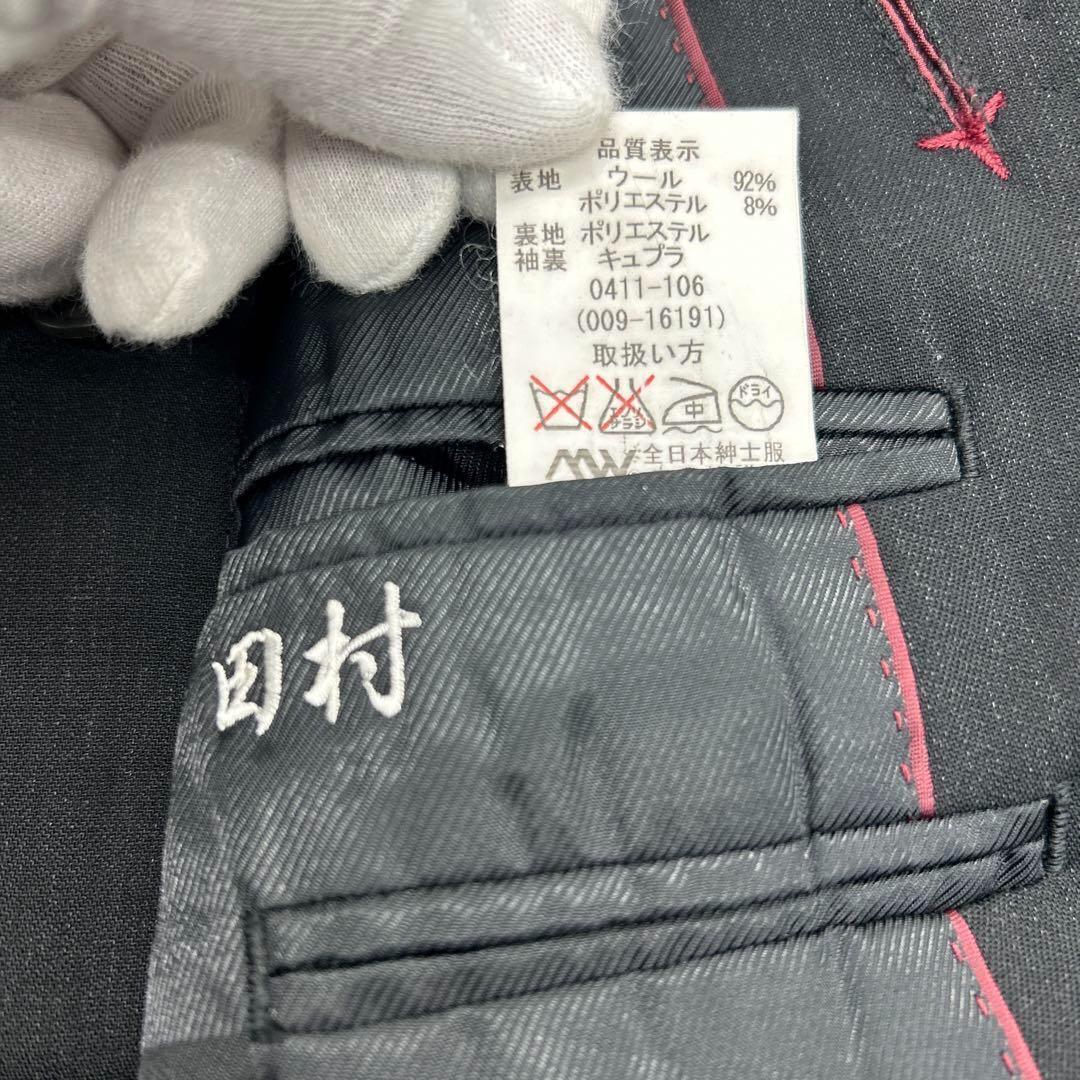 品質表示
表地 ウール 92%
ポリエステル 8%
裏地 ポリエステル
袖裏 キュプラ
0411-106
(009-16191)
取扱い方
中 ドライ
全日本紳士服
田村